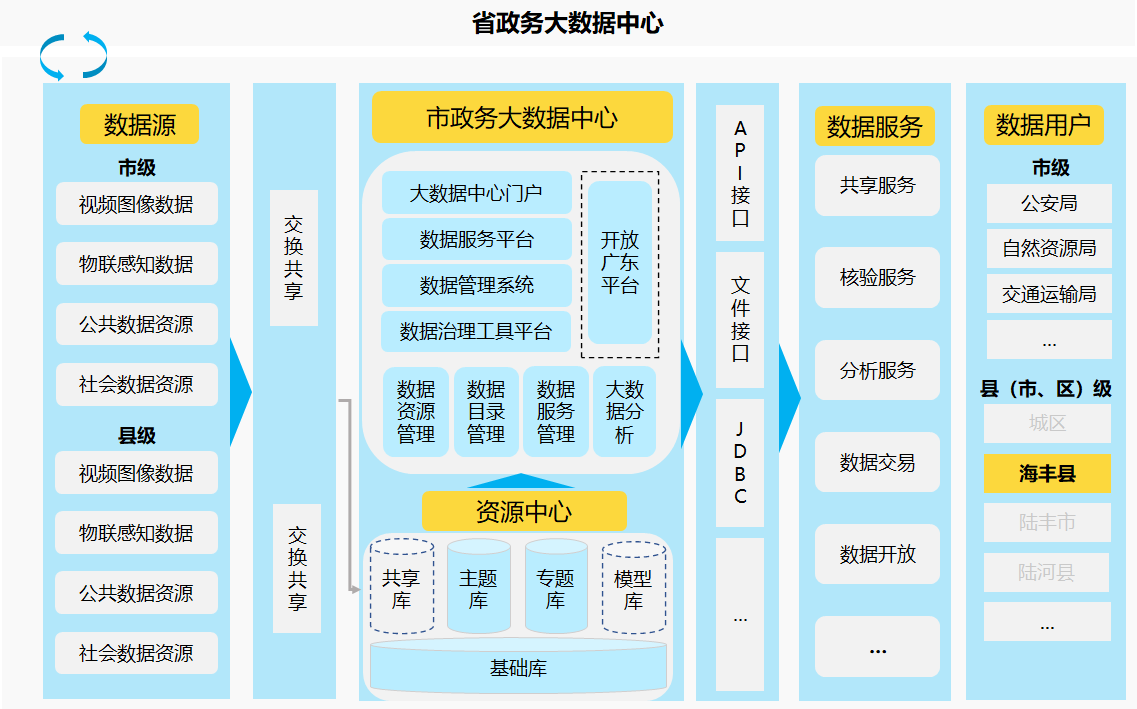 省政务大数据中心
数据源
市级
视频图像数据
物联感知数据
公共数据资源
社会数据资源
县级
视频图像数据
物联感知数据
公共数据资源
社会数据资源
交
换
共
享
交
换
共
享
市政务大数据中心
大数据中心门户
数据服务平台
数据管理系统
数据治理工具平台
开放
广东
平台
数据
资源
管理
数据
目录
管理
数据
服务
管理
大数
据分
析
资源中心
共享
库
主题
库
专题
库
模型
库
基础库
A
P
I
接
口
文
件
接
口
J
D
B
C
...
数据服务
共享服务
核验服务
分析服务
数据交易
数据开放
...
数据用户
市级
公安局
自然资源局
交通运输局
...
县（市、区）级
城区
海丰县
陆丰市
陆河县
...